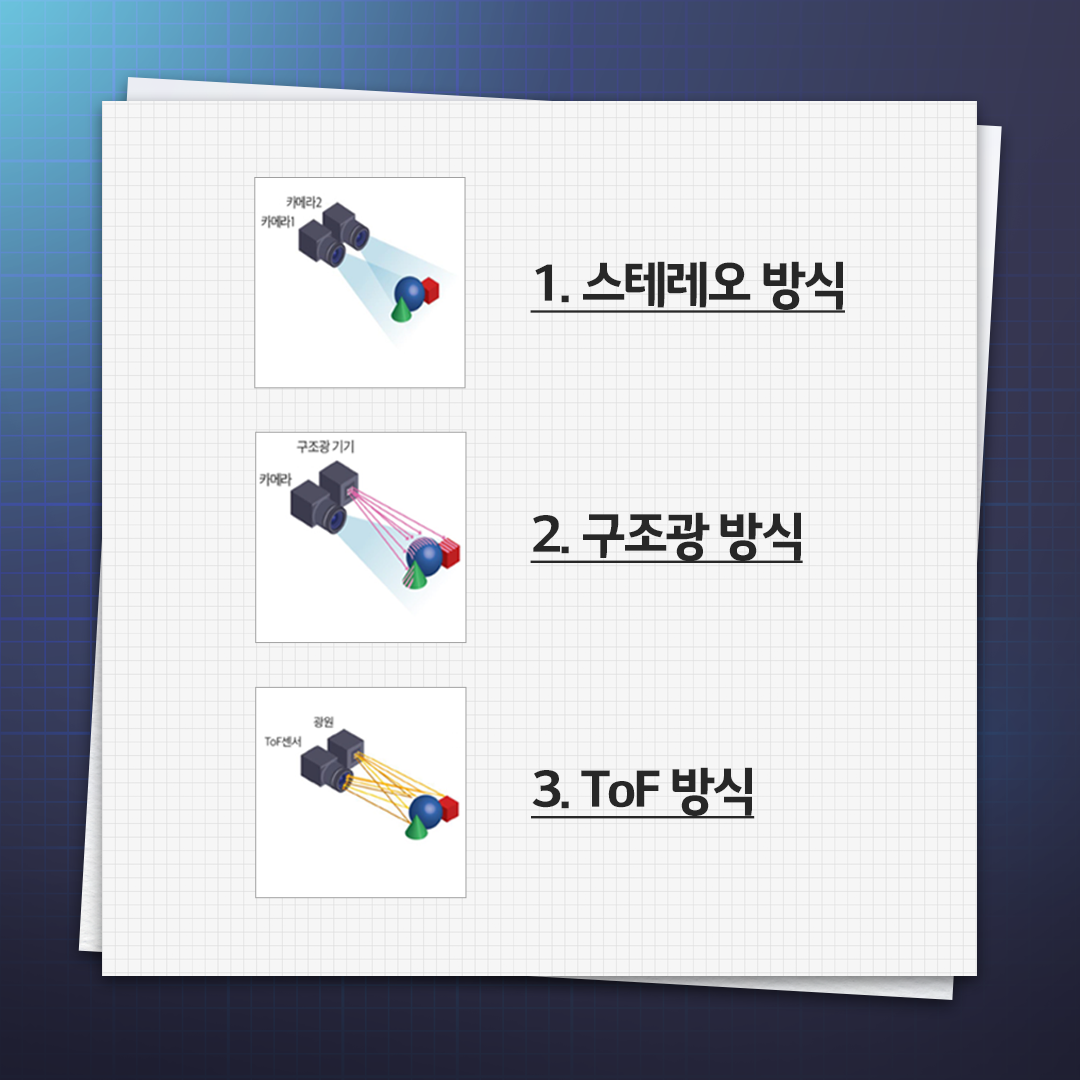 카메라2
카메라1
1. 스테레오 방식
구조광 기기
카메라
2. 구조광 방식
광원
ToF센서
3. ToF 방식